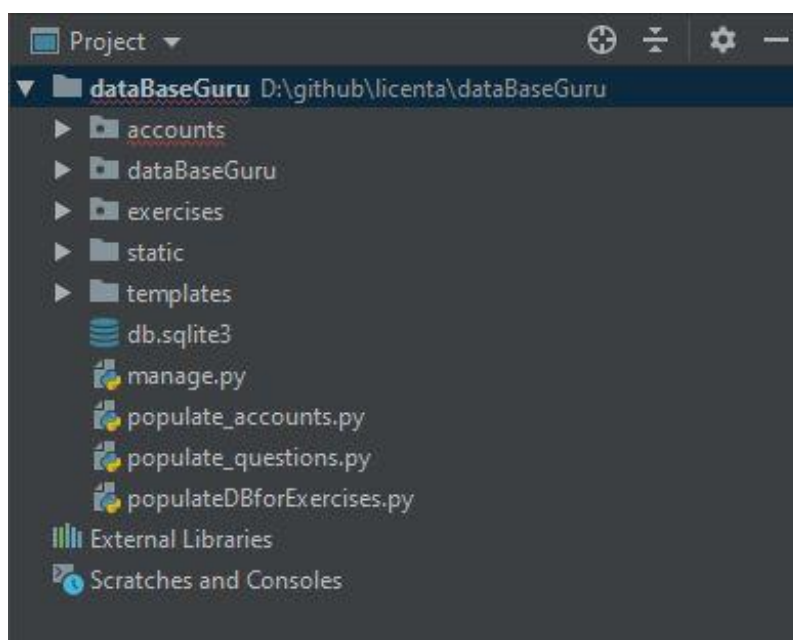 Project
dataBaseGuru D:\github\licenta\dataBaseGuru
accounts
dataBaseGuru
exercises
static
templates
db.sqlite3
manage.py
populate_accounts.py
populate_questions.py
populateDBforExercises.py
External Libraries
Scratches and Consoles